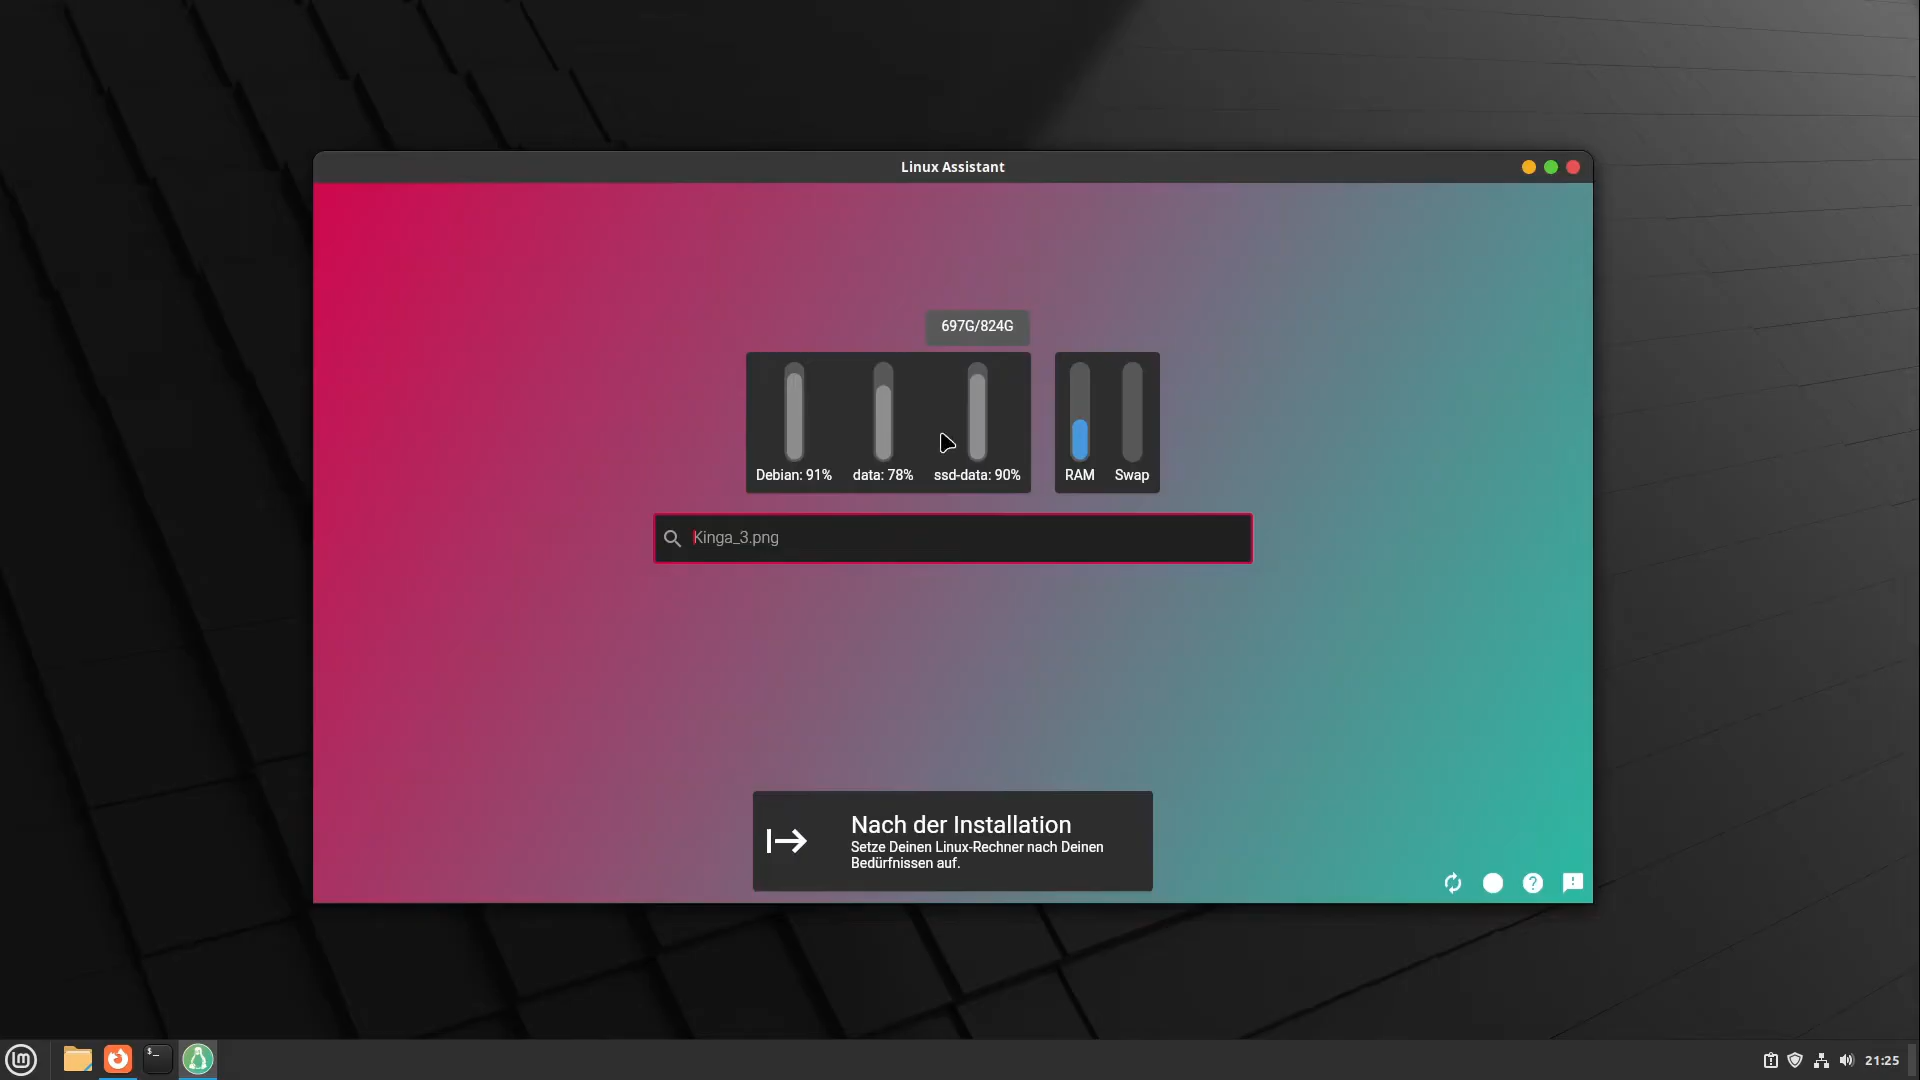 Linux Assistant
697G/824G
Debian: 91% data: 78% ssd-data: 90% RAM Swap
Kinga_3.png
Nach der Installation
Setze Deinen Linux-Rechner nach Deinen
Bedürfnissen auf.
21:25